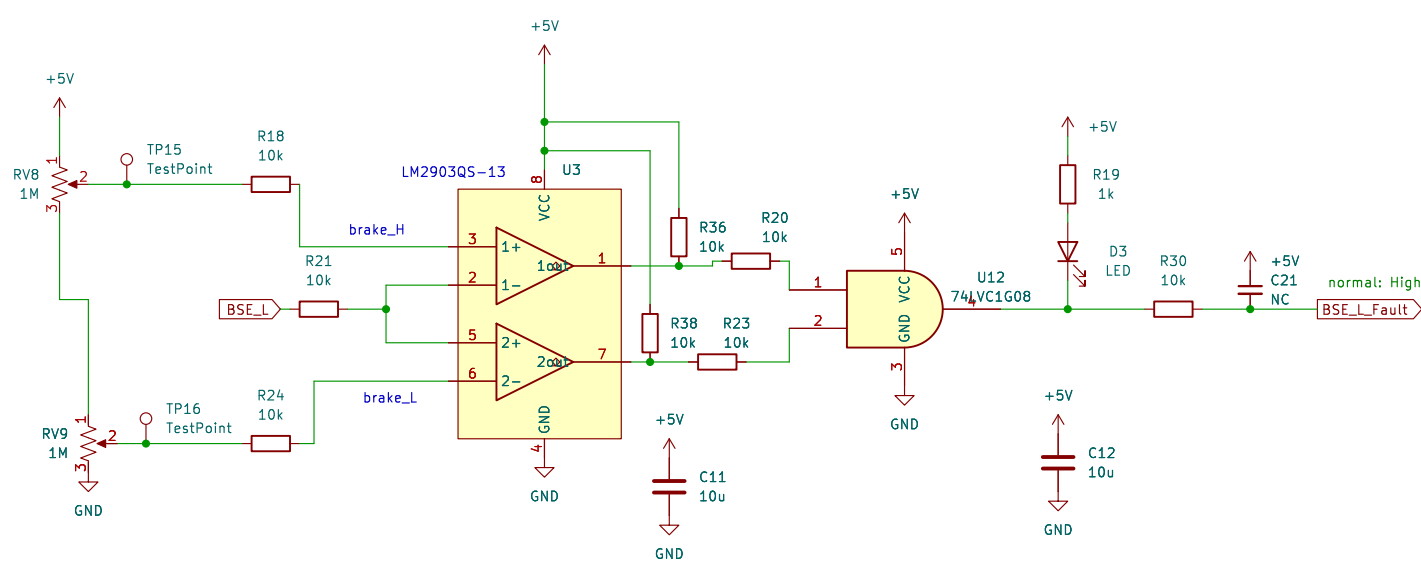 +5V
+5V
TP15
TestPoint
R18
10k
LM2903QS-13
U3
+5V
RV8
1M
1
2
3
8
VCC
R19
1k
brake_H
3
1+
1out
1
R36
10k
R20
10k
+5V
5
R21
10k
2
1-
D3
LED
R30
10k
+5V
C21
NC
normal: High
BSE_L
1
2
VCC
GND
U12
74LVC1G08
4
BSE_L_Fault
5
2+
2out
7
R38
10k
R23
10k
3
GND
6
2-
brake_L
R24
10k
TP16
TestPoint
RV9
1M
1
2
3
GND
GND
4
GND
+5V
C11
10u
GND
+5V
C12
10u
GND